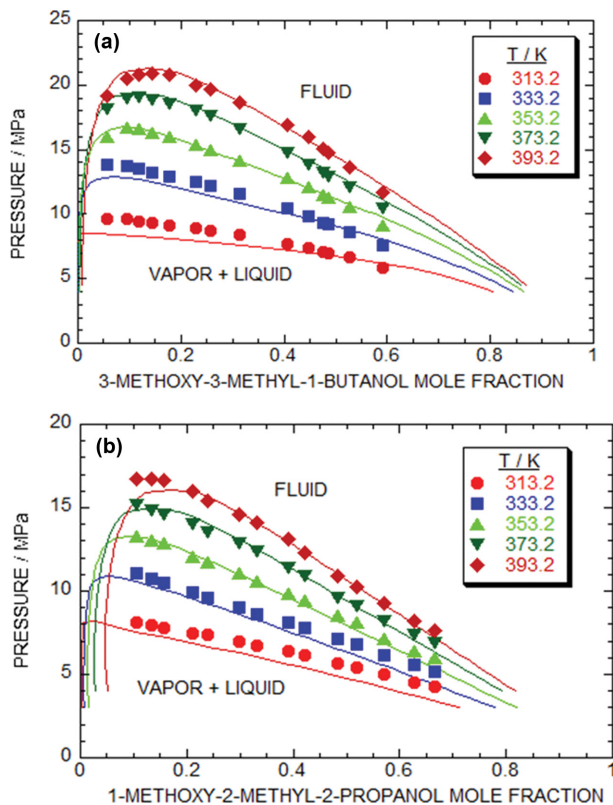 (a)
25
20
15
10
5
0
PRESSURE / MPa
FLUID
VAPOR + LIQUID
T / K
313.2
333.2
353.2
373.2
393.2
0 0.2 0.4 0.6 0.8 1
3-METHOXY-3-METHYL-1-BUTANOL MOLE FRACTION
(b)
20
15
10
5
0
PRESSURE / MPa
FLUID
VAPOR + LIQUID
T / K
313.2
333.2
353.2
373.2
393.2
0 0.2 0.4 0.6 0.8 1
1-METHOXY-2-METHYL-2-PROPANOL MOLE FRACTION